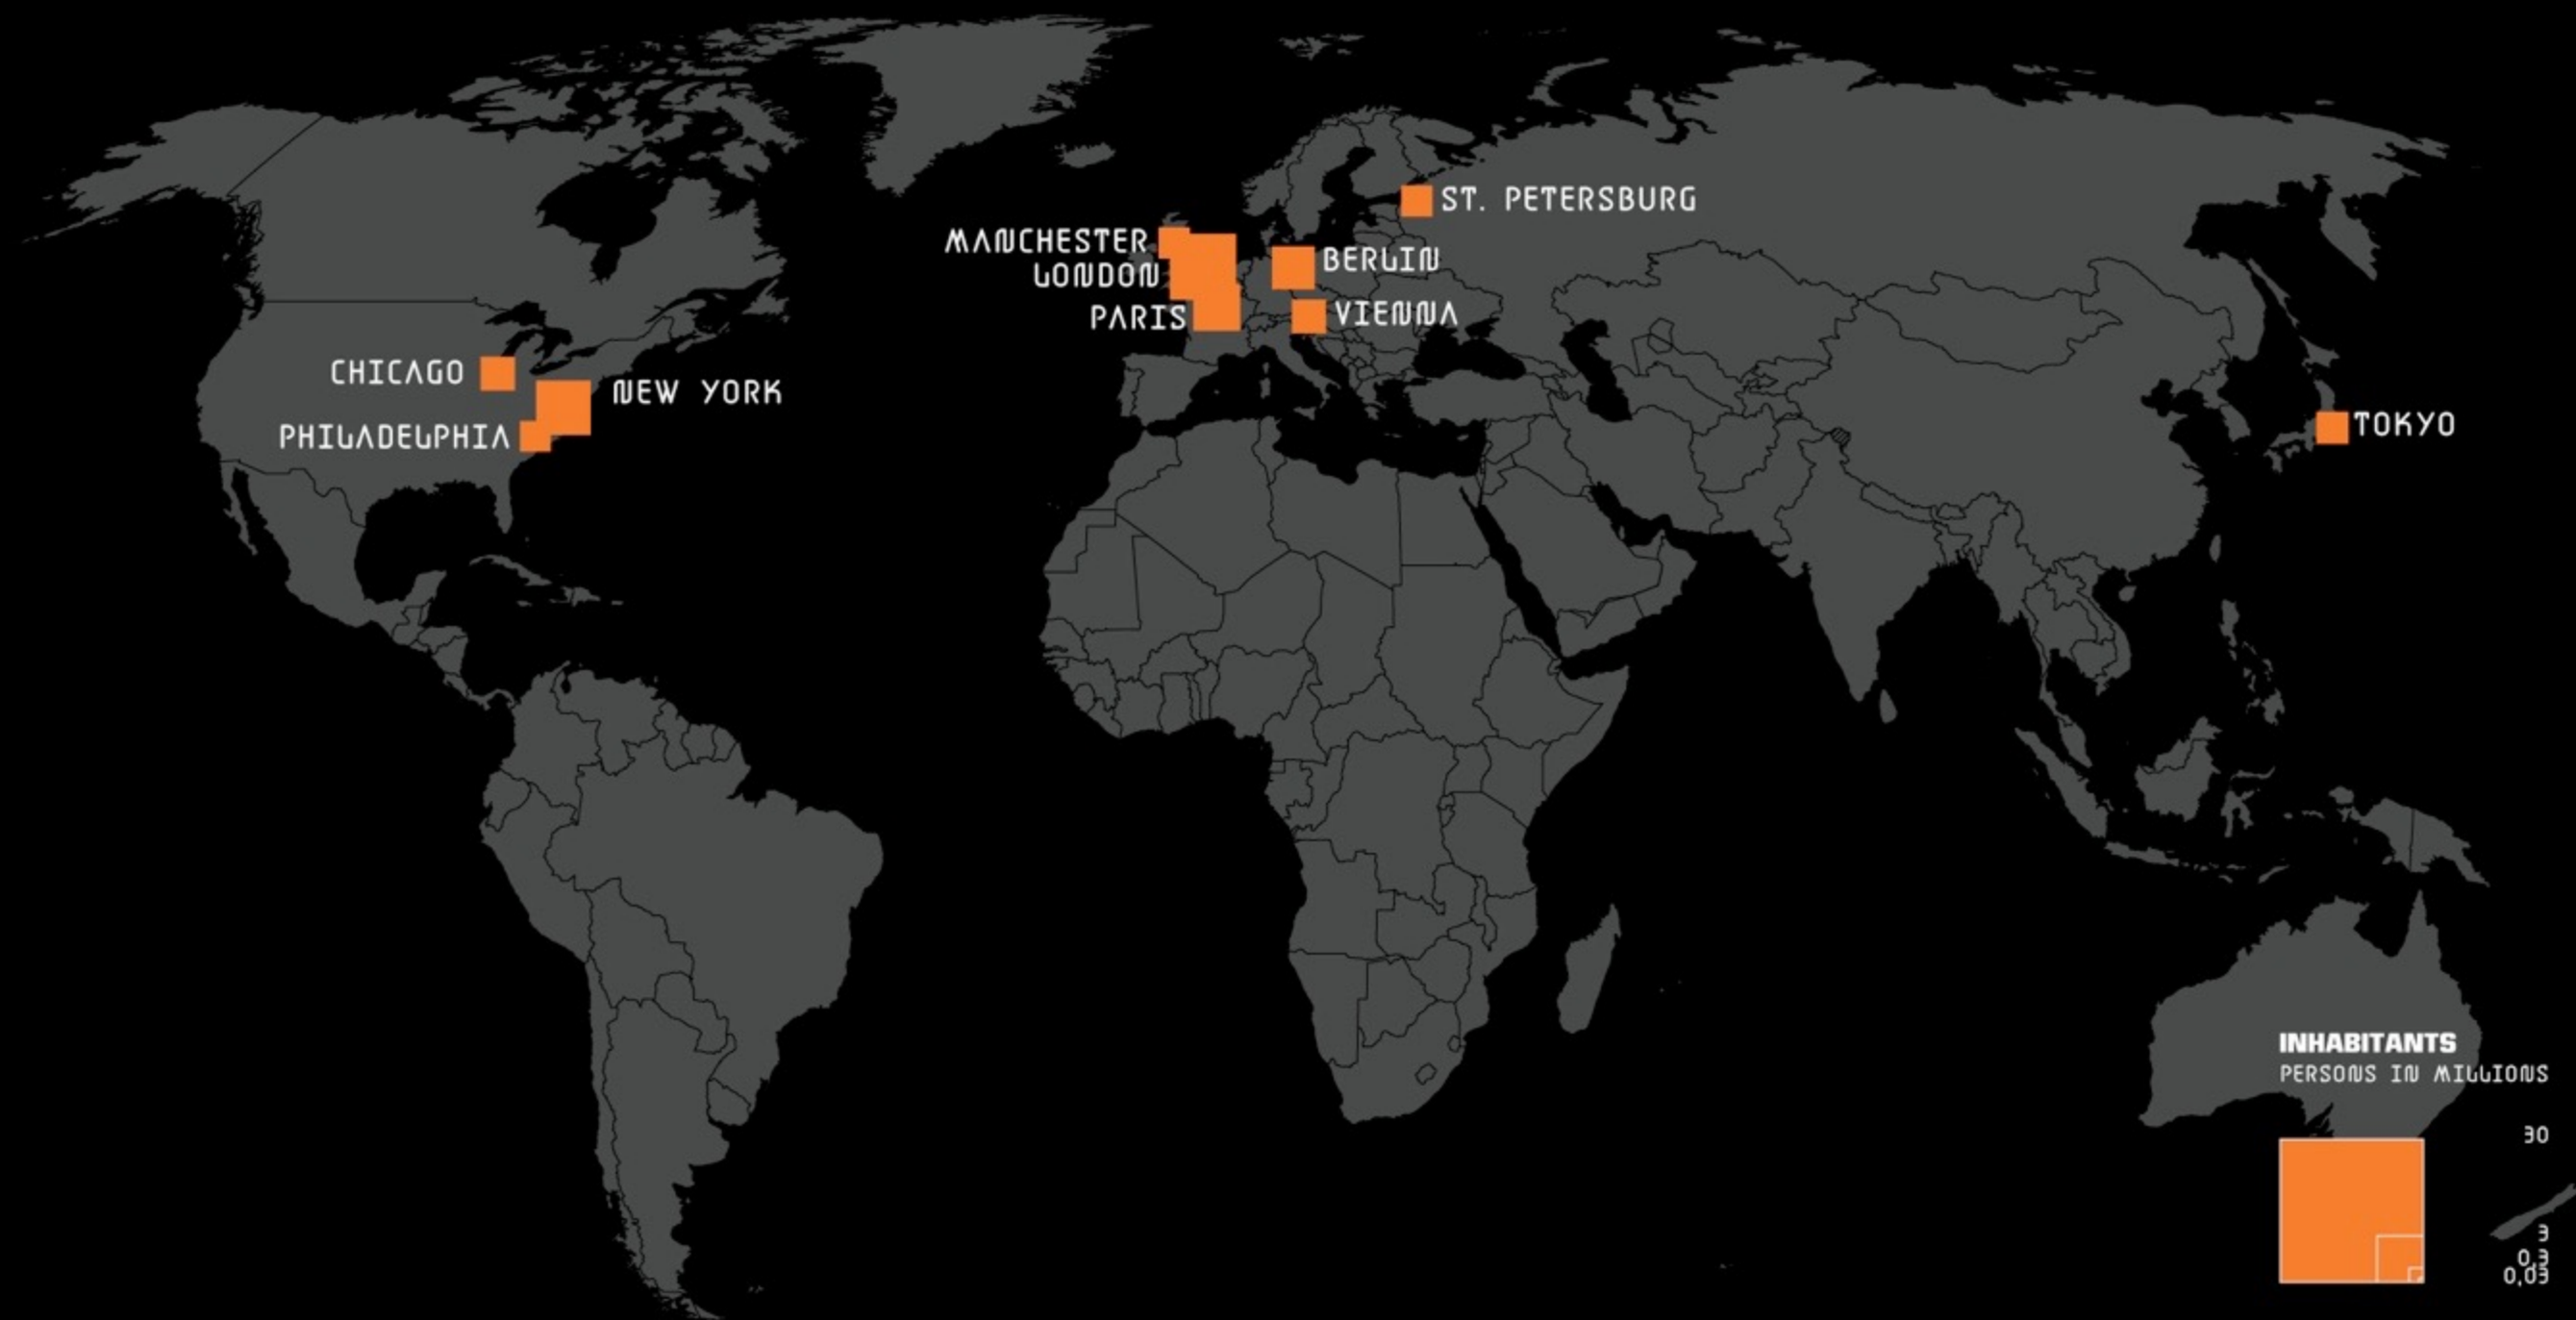 ST. PETERSBURG
MANCHESTER
BERLIN
LONDON
PARIS
VIENNA
CHICAGO
NEW YORK
PHILADELPHIA
TOKYO
INHABITANTS
PERSONS IN MILLIONS
30
3
0,3
0,03